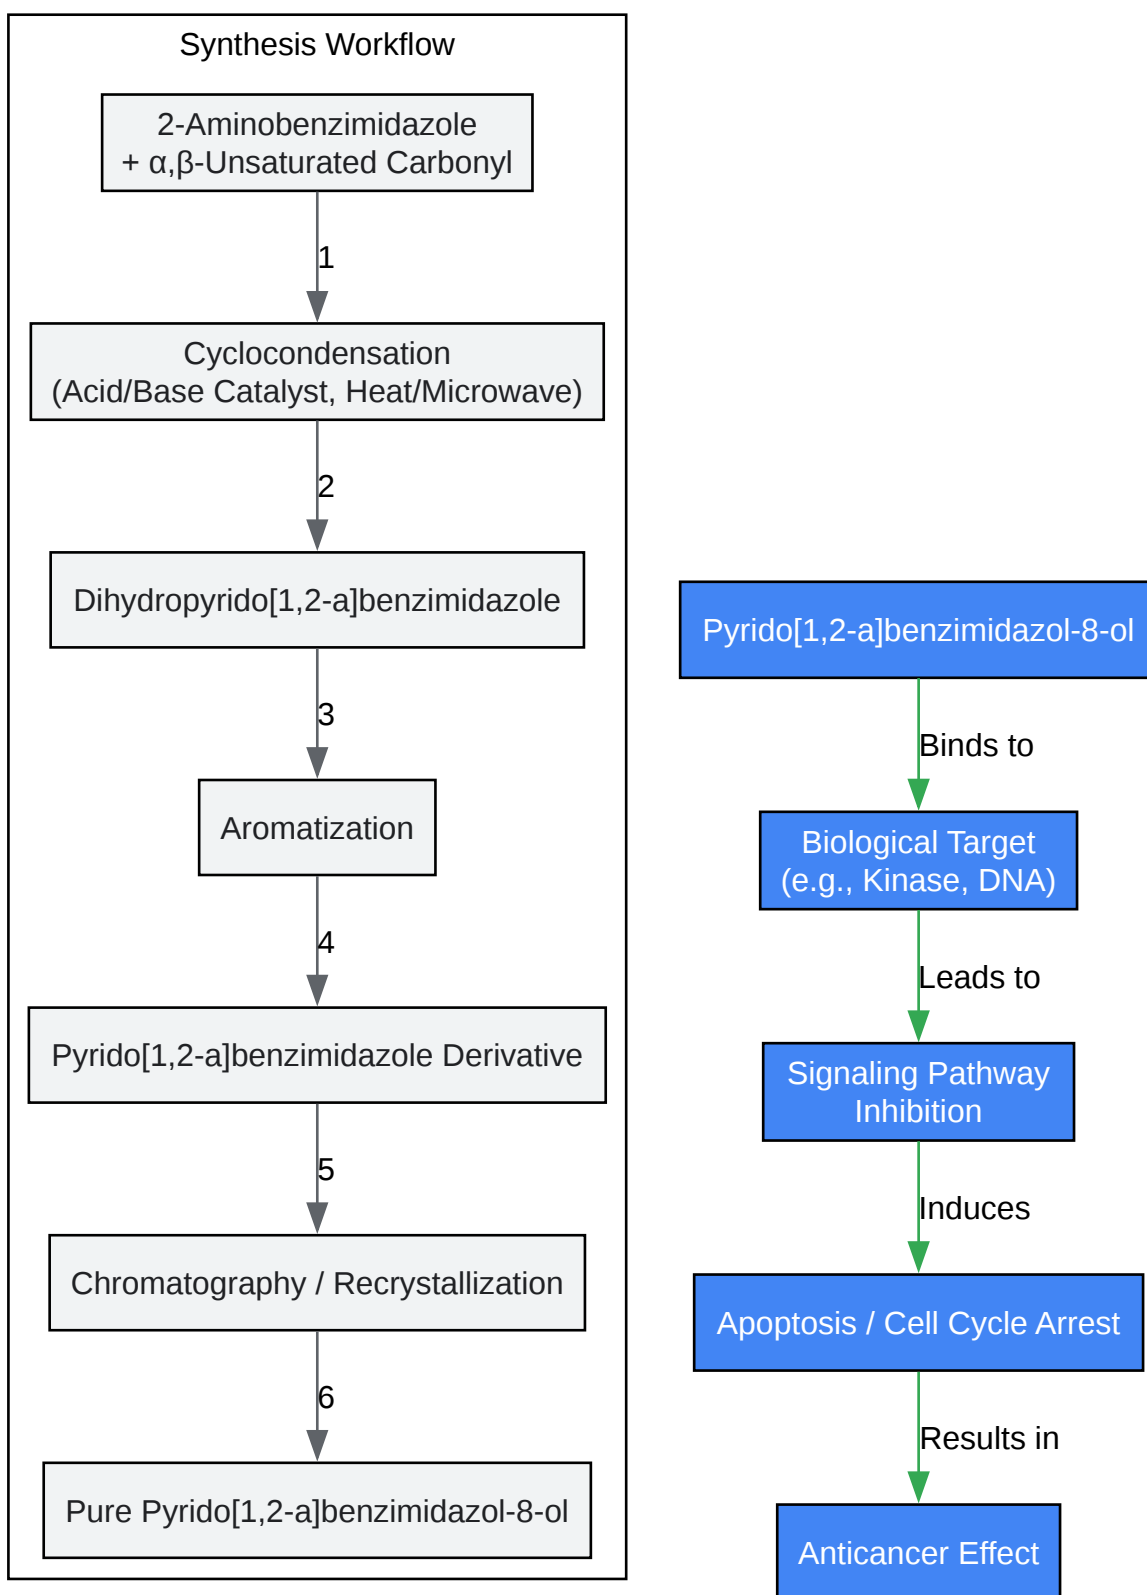 Synthesis Workflow
2-Aminobenzimidazole
+ α,β-Unsaturated Carbonyl
1
Cyclocondensation
(Acid/Base Catalyst, Heat/Microwave)
2
Dihydropyrido[1,2-a]benzimidazole
3
Aromatization
4
Pyrido[1,2-a]benzimidazole Derivative
5
Chromatography / Recrystallization
6
Pure Pyrido[1,2-a]benzimidazol-8-ol
Pyrido[1,2-a]benzimidazol-8-ol
Binds to
Biological Target
(e.g., Kinase, DNA)
Leads to
Signaling Pathway
Inhibition
Induces
Apoptosis / Cell Cycle Arrest
Results in
Anticancer Effect